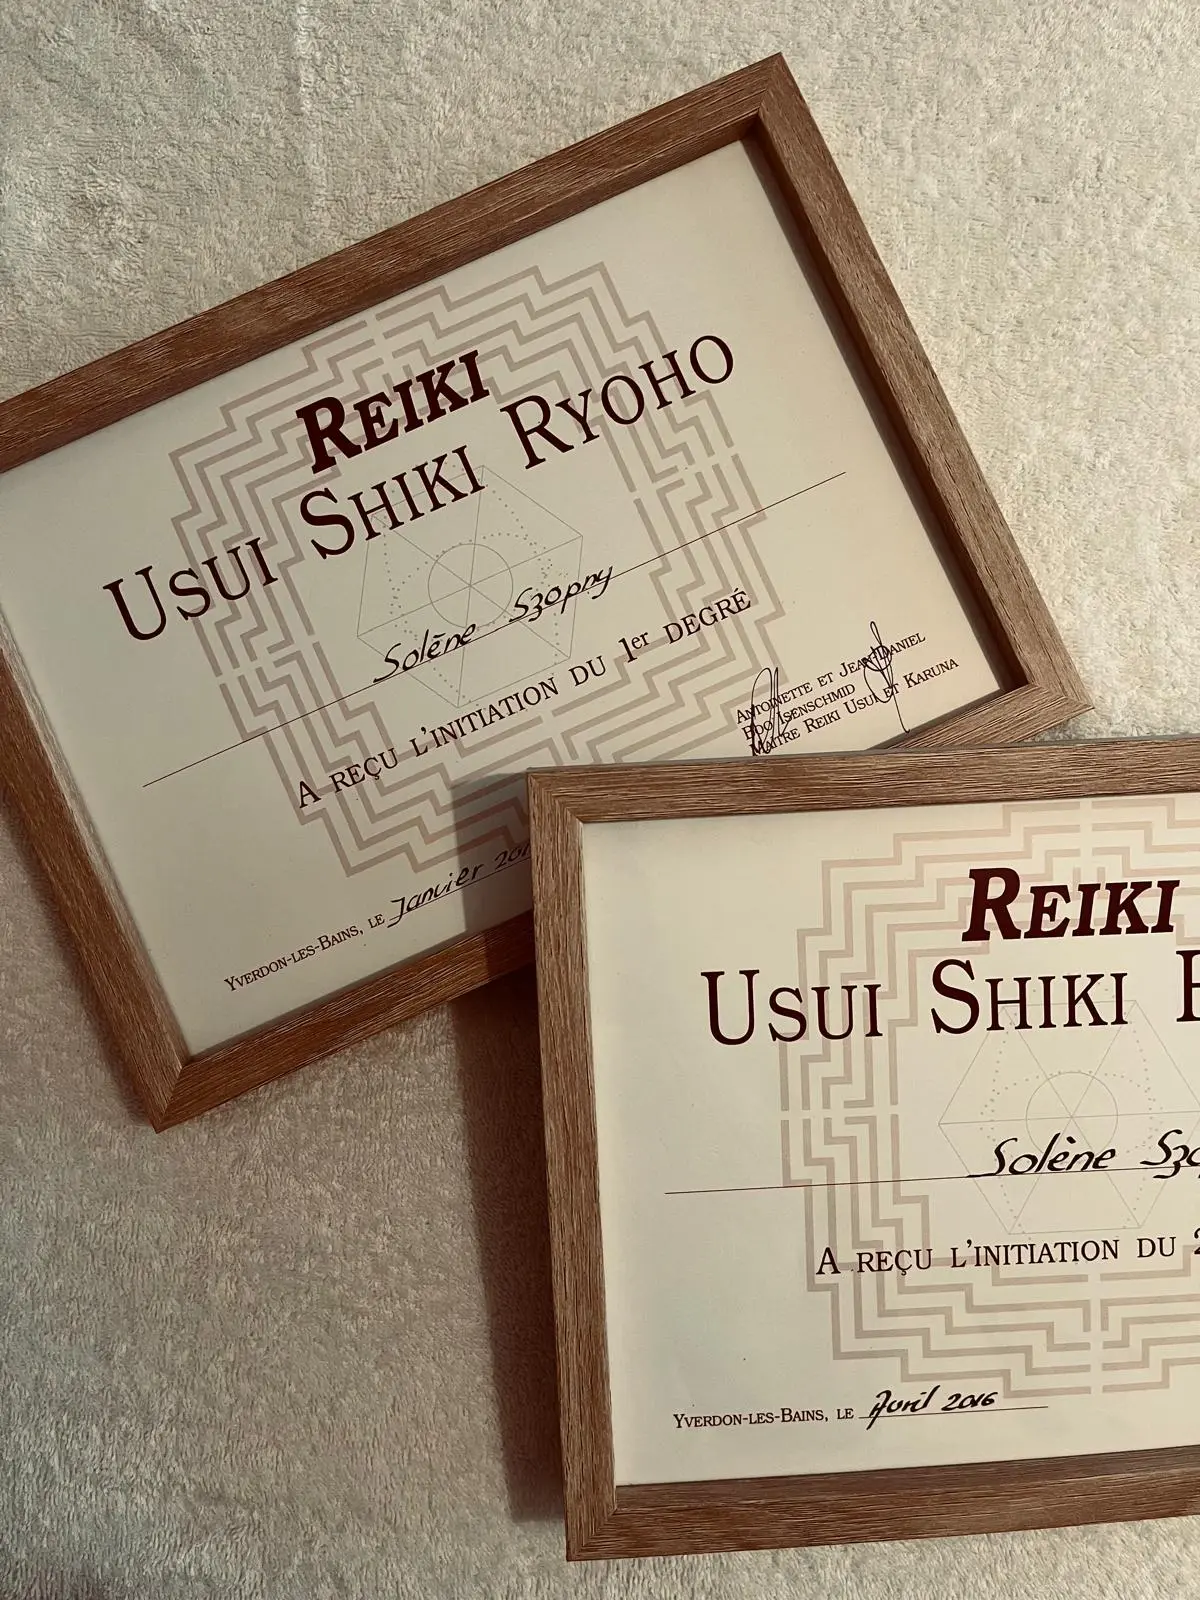 REIKI
USUI SHIKI RYOHO
Solène Szopny
A REÇU L'INITIATION DU 1er DEGRÉ
ANTOINETTE ET JEAN-DANIEL
BDO ISENSCHMID
MAITRE REIKI USUI ET KARUNA
YVERDON-LES-BAINS, LE Janvier
REIKI
USUI SHIKI
Solène
A REÇU L'INITIATION DU
YVERDON-LES-BAINS, LE Avril 2016